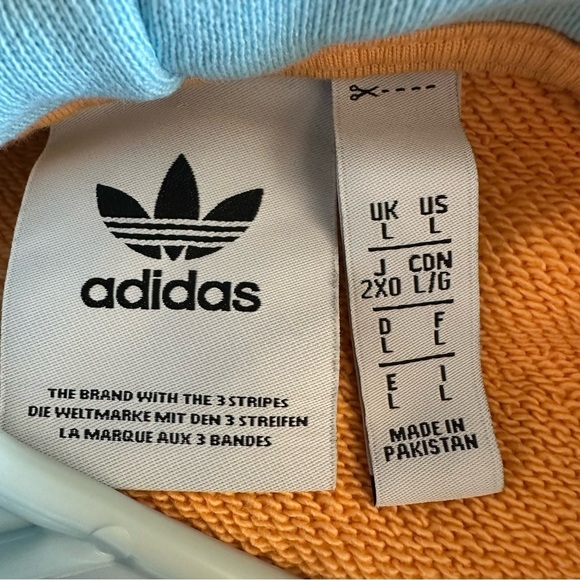 adidas
THE BRAND WITH THE 3 STRIPES
DIE WELTMARKE MIT DEN 3 STREIFEN
LA MARQUE AUX 3 BANDES
UK US
L L
J CDN
2XO L/G
D F
L L
E I
L L
MADE IN
PAKISTAN